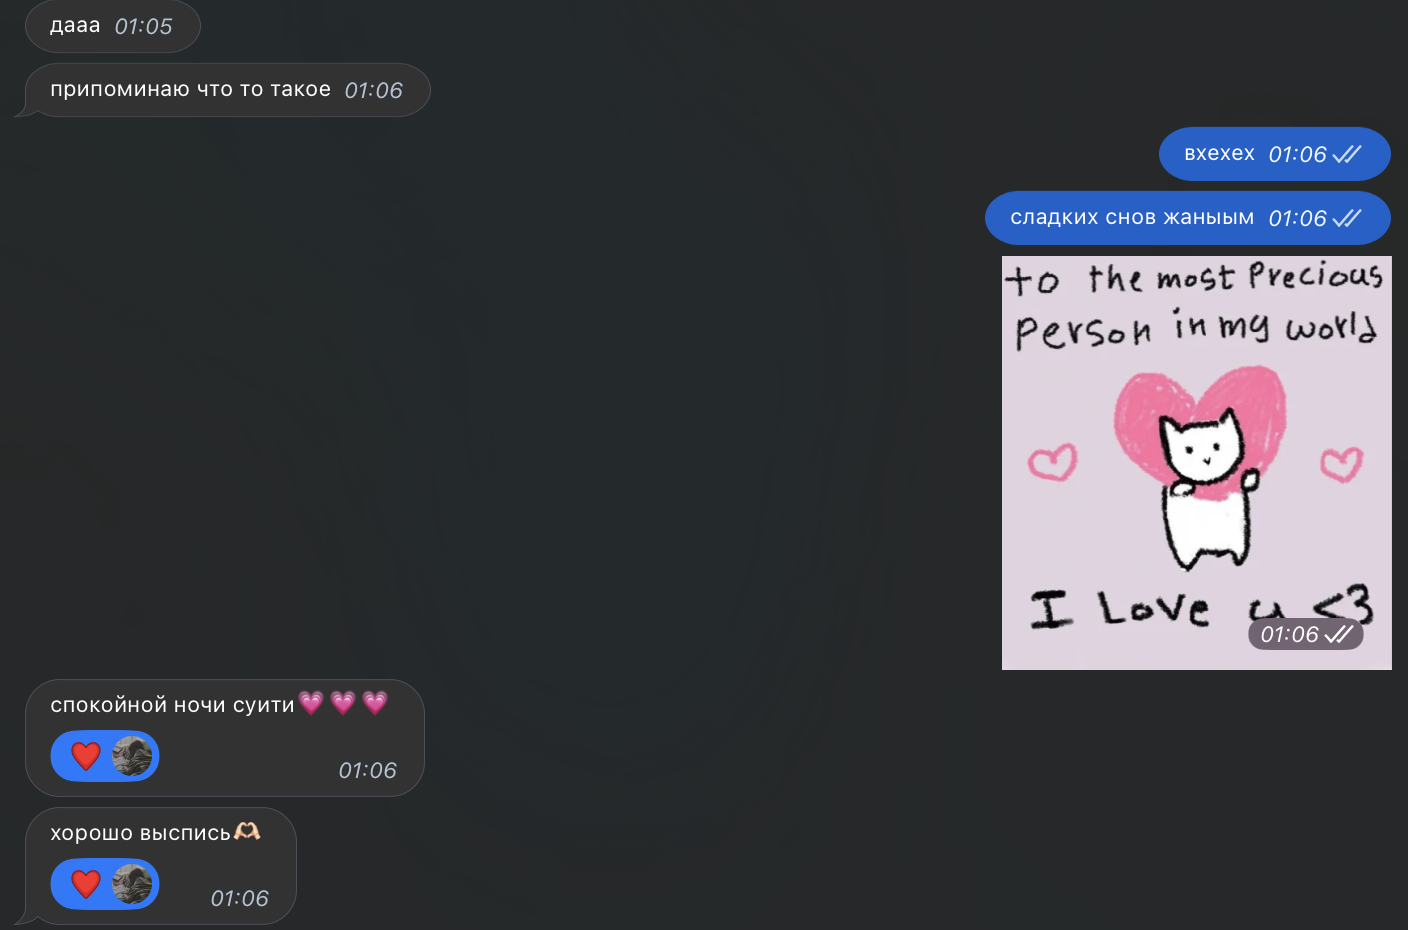 дааа 01:05
припоминаю что то такое 01:06
вхехех 01:06
сладких снов жаныым 01:06
to the most Precious
Person in my world
I Love u <3
01:06
спокойной ночи суити💗💗💗
01:06
хорошо выспись🫶🏻
01:06